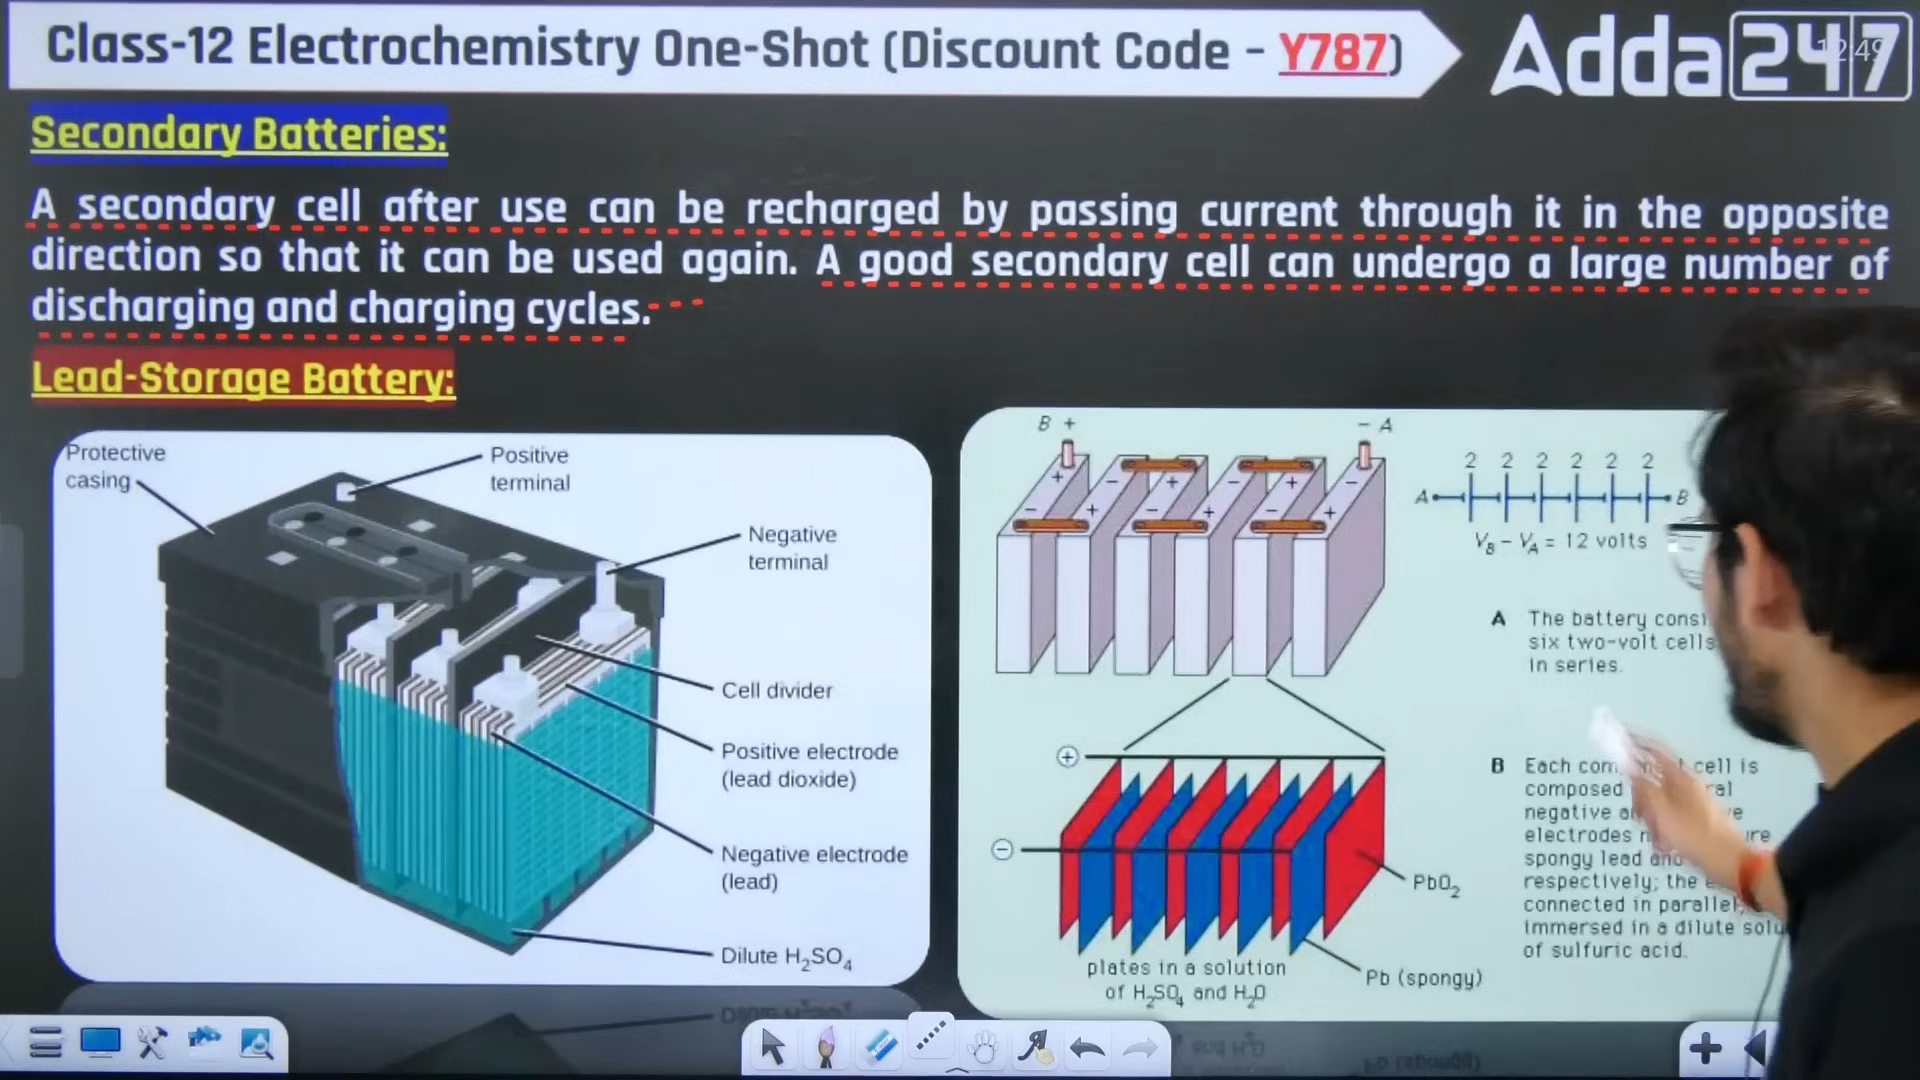 Class-12 Electrochemistry One-Shot (Discount Code - Y787)
Adda247
12:49
Secondary Batteries:
A secondary cell after use can be recharged by passing current through it in the opposite
direction so that it can be used again. A good secondary cell can undergo a large number of
discharging and charging cycles.
Lead-Storage Battery:
Protective
casing
Positive
terminal
Negative
terminal
Cell divider
Positive electrode
(lead dioxide)
Negative electrode
(lead)
Dilute H₂SO₄
B + - A
+ - + - + -
- + - + - +
2 2 2 2 2 2
A B
V_B - V_A = 12 volts
A The battery
six two-volt cells
in series.
+
-
PbO₂
Pb (spongy)
plates in a solution
of H₂SO₄ and H₂O
B Each cell is
composed
negative
electrodes
spongy lead and
respectively; the
connected in parallel,
immersed in a dilute
of sulfuric acid.